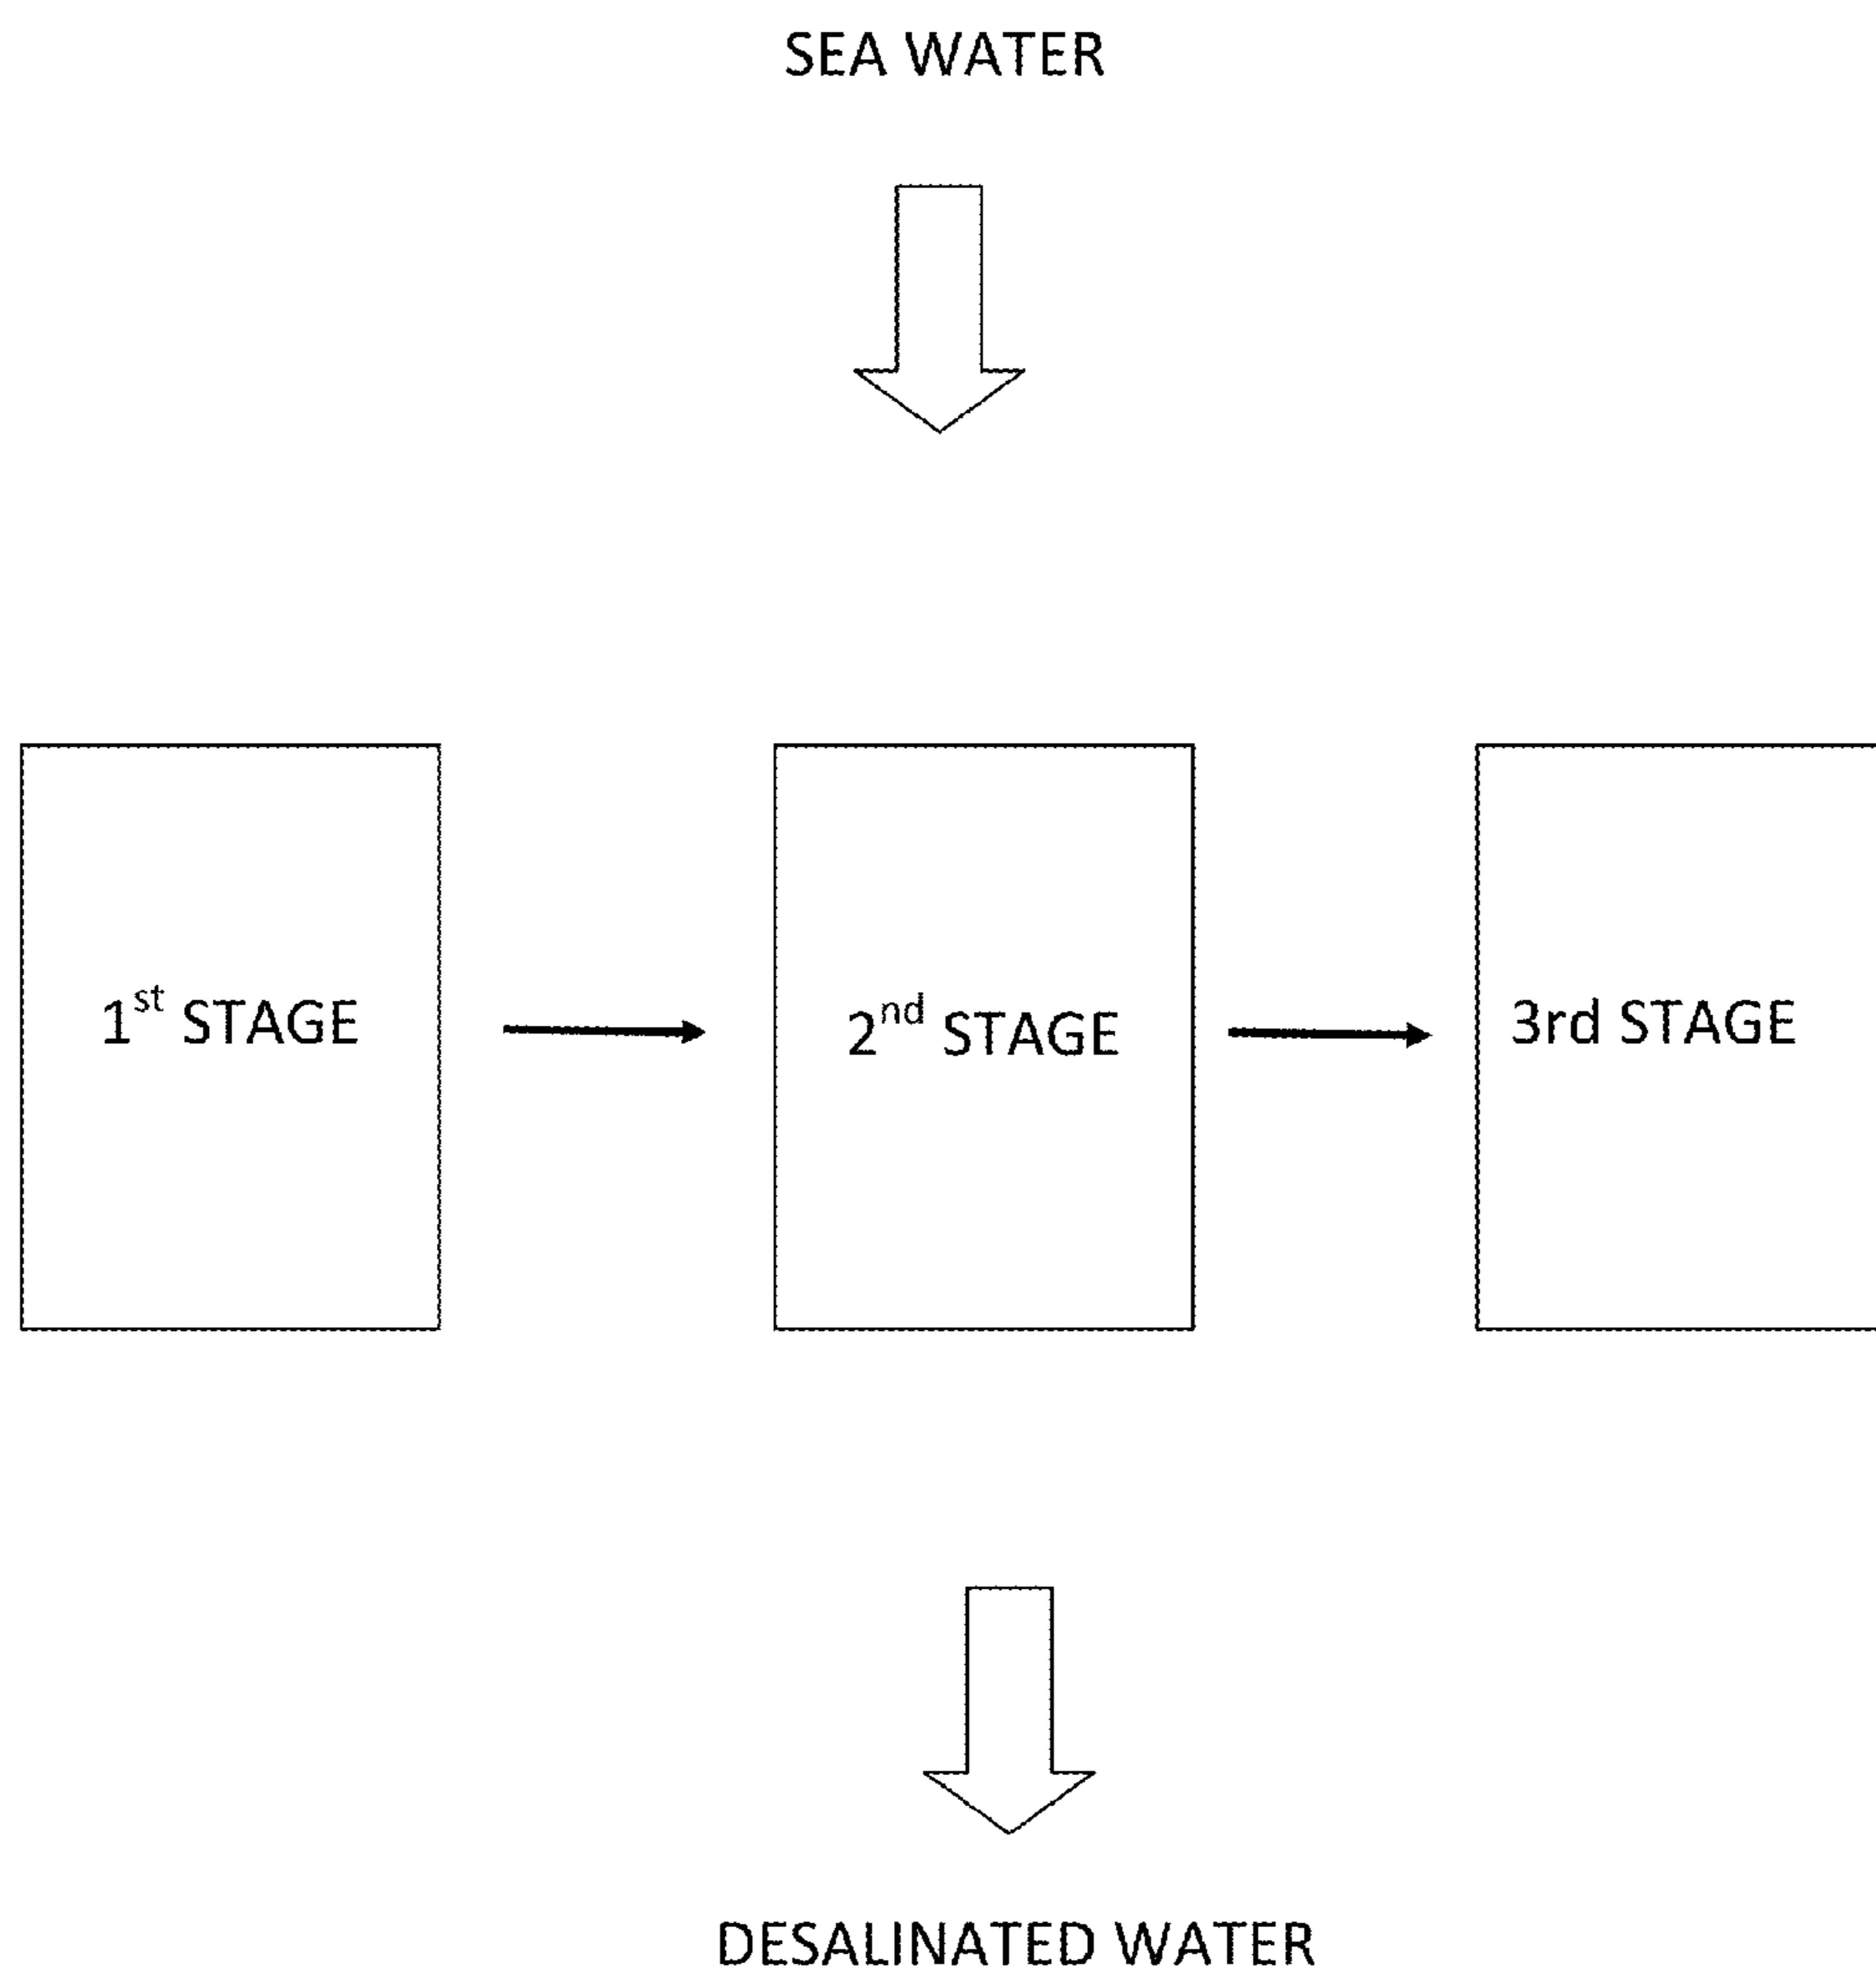 SEA WATER
1st STAGE
2nd STAGE
3rd STAGE
DESALINATED WATER